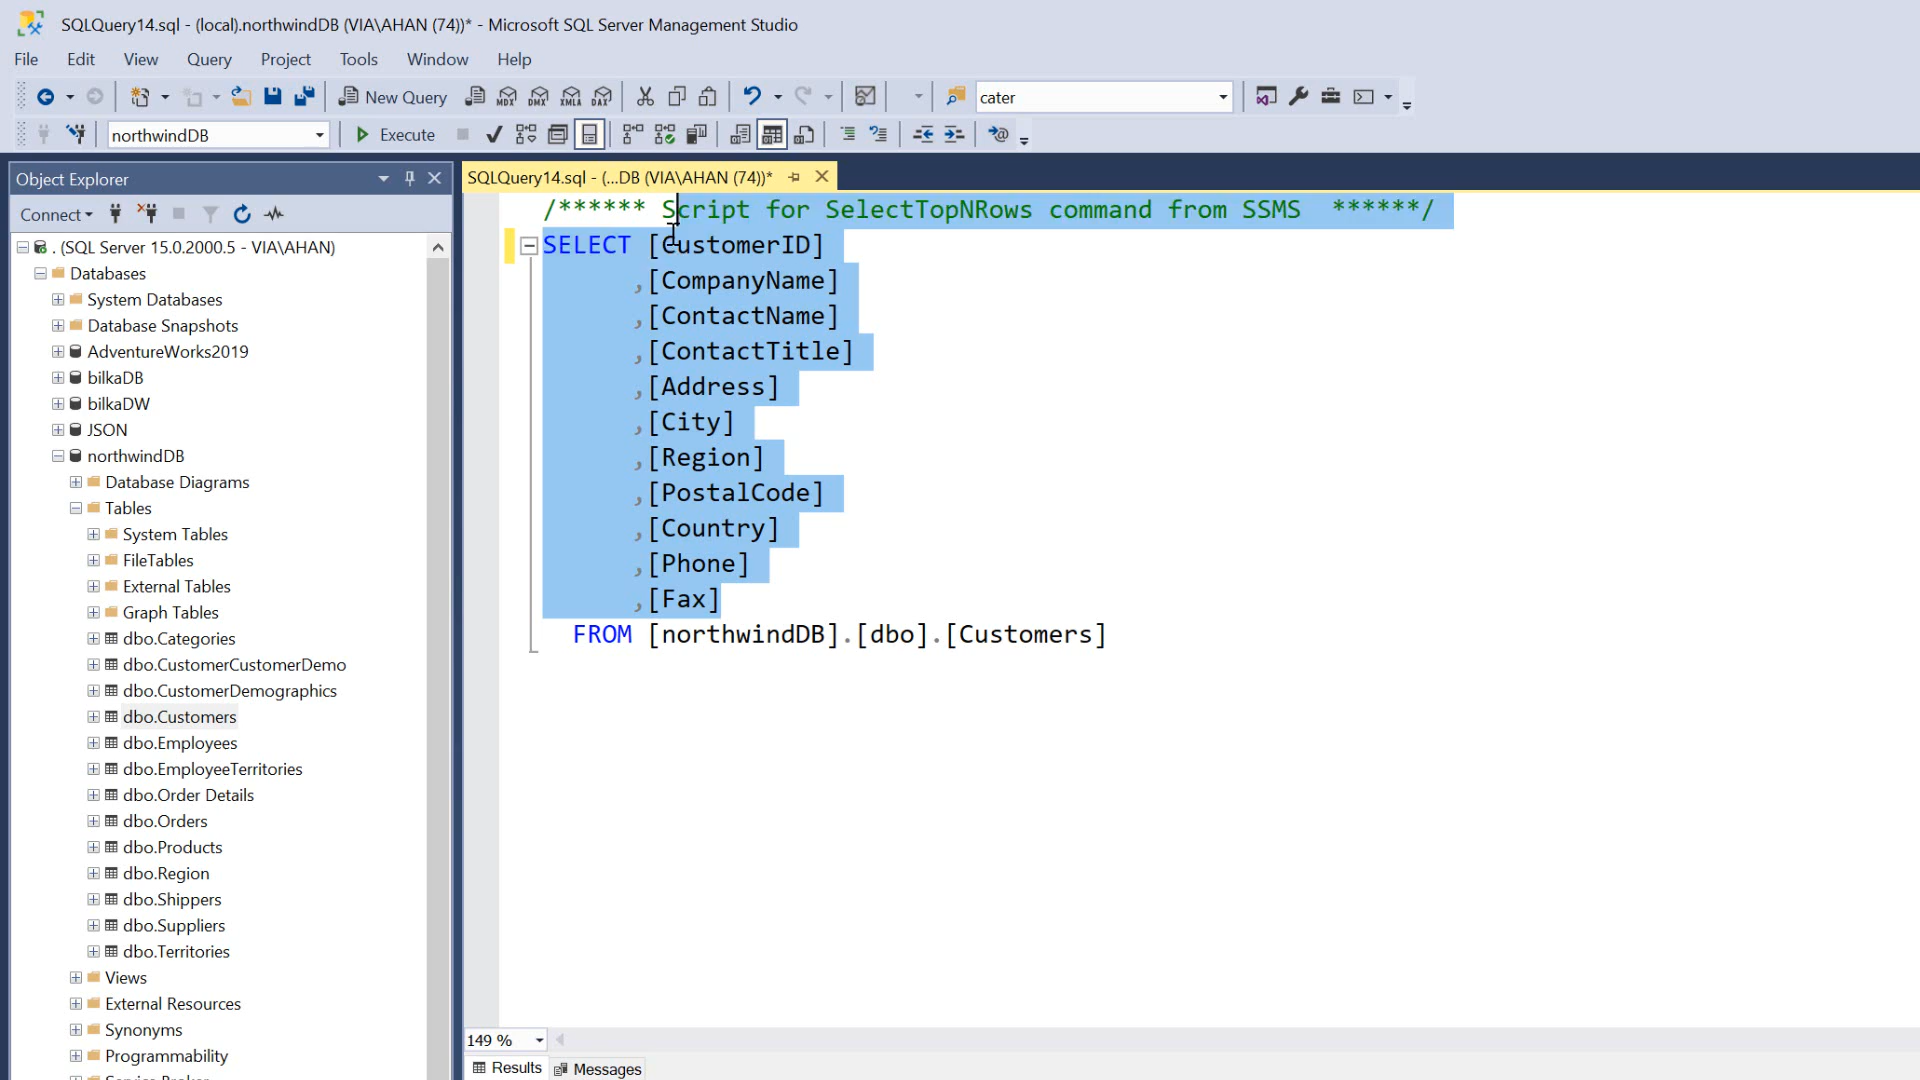 SQLQuery14.sql - (local).northwindDB (VIA\AHAN (74))* - Microsoft SQL Server Management Studio
File Edit View Query Project Tools Window Help
New Query MDX DMX XMLA DAX cater
northwindDB Execute
Object Explorer
SQLQuery14.sql - (...DB (VIA\AHAN (74))*
Connect
. (SQL Server 15.0.2000.5 - VIA\AHAN)
Databases
System Databases
Database Snapshots
AdventureWorks2019
bilkaDB
bilkaDW
JSON
northwindDB
Database Diagrams
Tables
System Tables
FileTables
External Tables
Graph Tables
dbo.Categories
dbo.CustomerCustomerDemo
dbo.CustomerDemographics
dbo.Customers
dbo.Employees
dbo.EmployeeTerritories
dbo.Order Details
dbo.Orders
dbo.Products
dbo.Region
dbo.Shippers
dbo.Suppliers
dbo.Territories
Views
External Resources
Synonyms
Programmability
/****** Script for SelectTopNRows command from SSMS  ******/
SELECT [CustomerID]
,[CompanyName]
,[ContactName]
,[ContactTitle]
,[Address]
,[City]
,[Region]
,[PostalCode]
,[Country]
,[Phone]
,[Fax]
FROM [northwindDB].[dbo].[Customers]
149 %
Results Messages